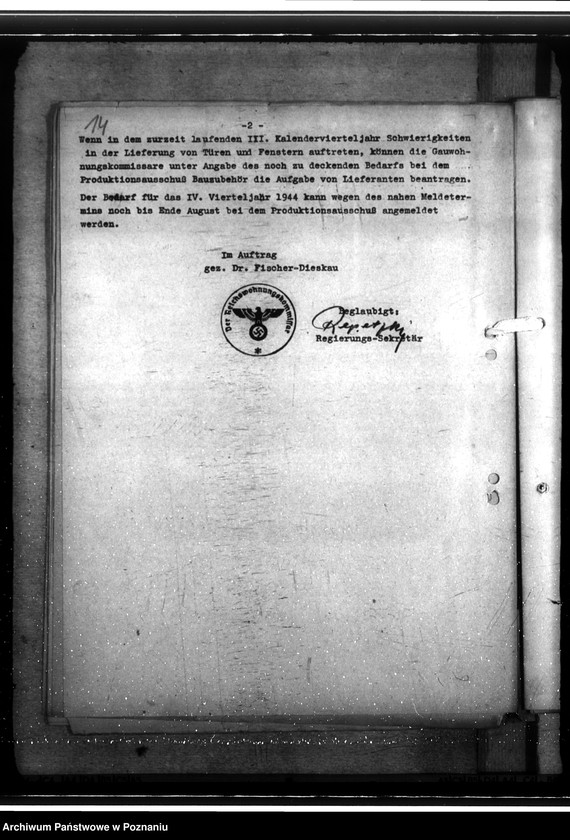 14
-2 -
Wenn in dem zurzeit laufenden III. Kalendervierteljahr Schwierigkeiten
in der Lieferung von Türen und Fenstern auftreten, können die Gauwoh-
nungskommissare unter Angabe des noch zu deckenden Bedarfs bei dem
Produktionsausschuß Bauzubehör die Aufgabe von Lieferanten beantragen.
Der Bedarf für das IV. Vierteljahr 1944 kann wegen des nahen Meldeter-
mins noch bis Ende August bei dem Produktionsausschuß angemeldet
werden.
Im Auftrag
gez. Dr. Fischer-Dieskau
Der Reichswohnungskommissar
Beglaubigt:
Regierungs-Sekretär
Archiwum Państwowe w Poznaniu